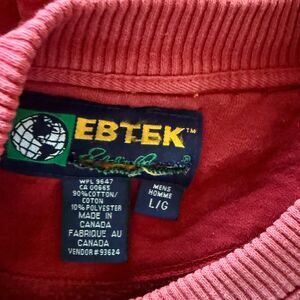 EBTEK™
WPL 9647
CA 00665
90% COTTON/
COTON
10% POLYESTER
MADE IN
CANADA
FABRIQUE AU
CANADA
VENDOR # 93624
MENS
HOMME
L/G